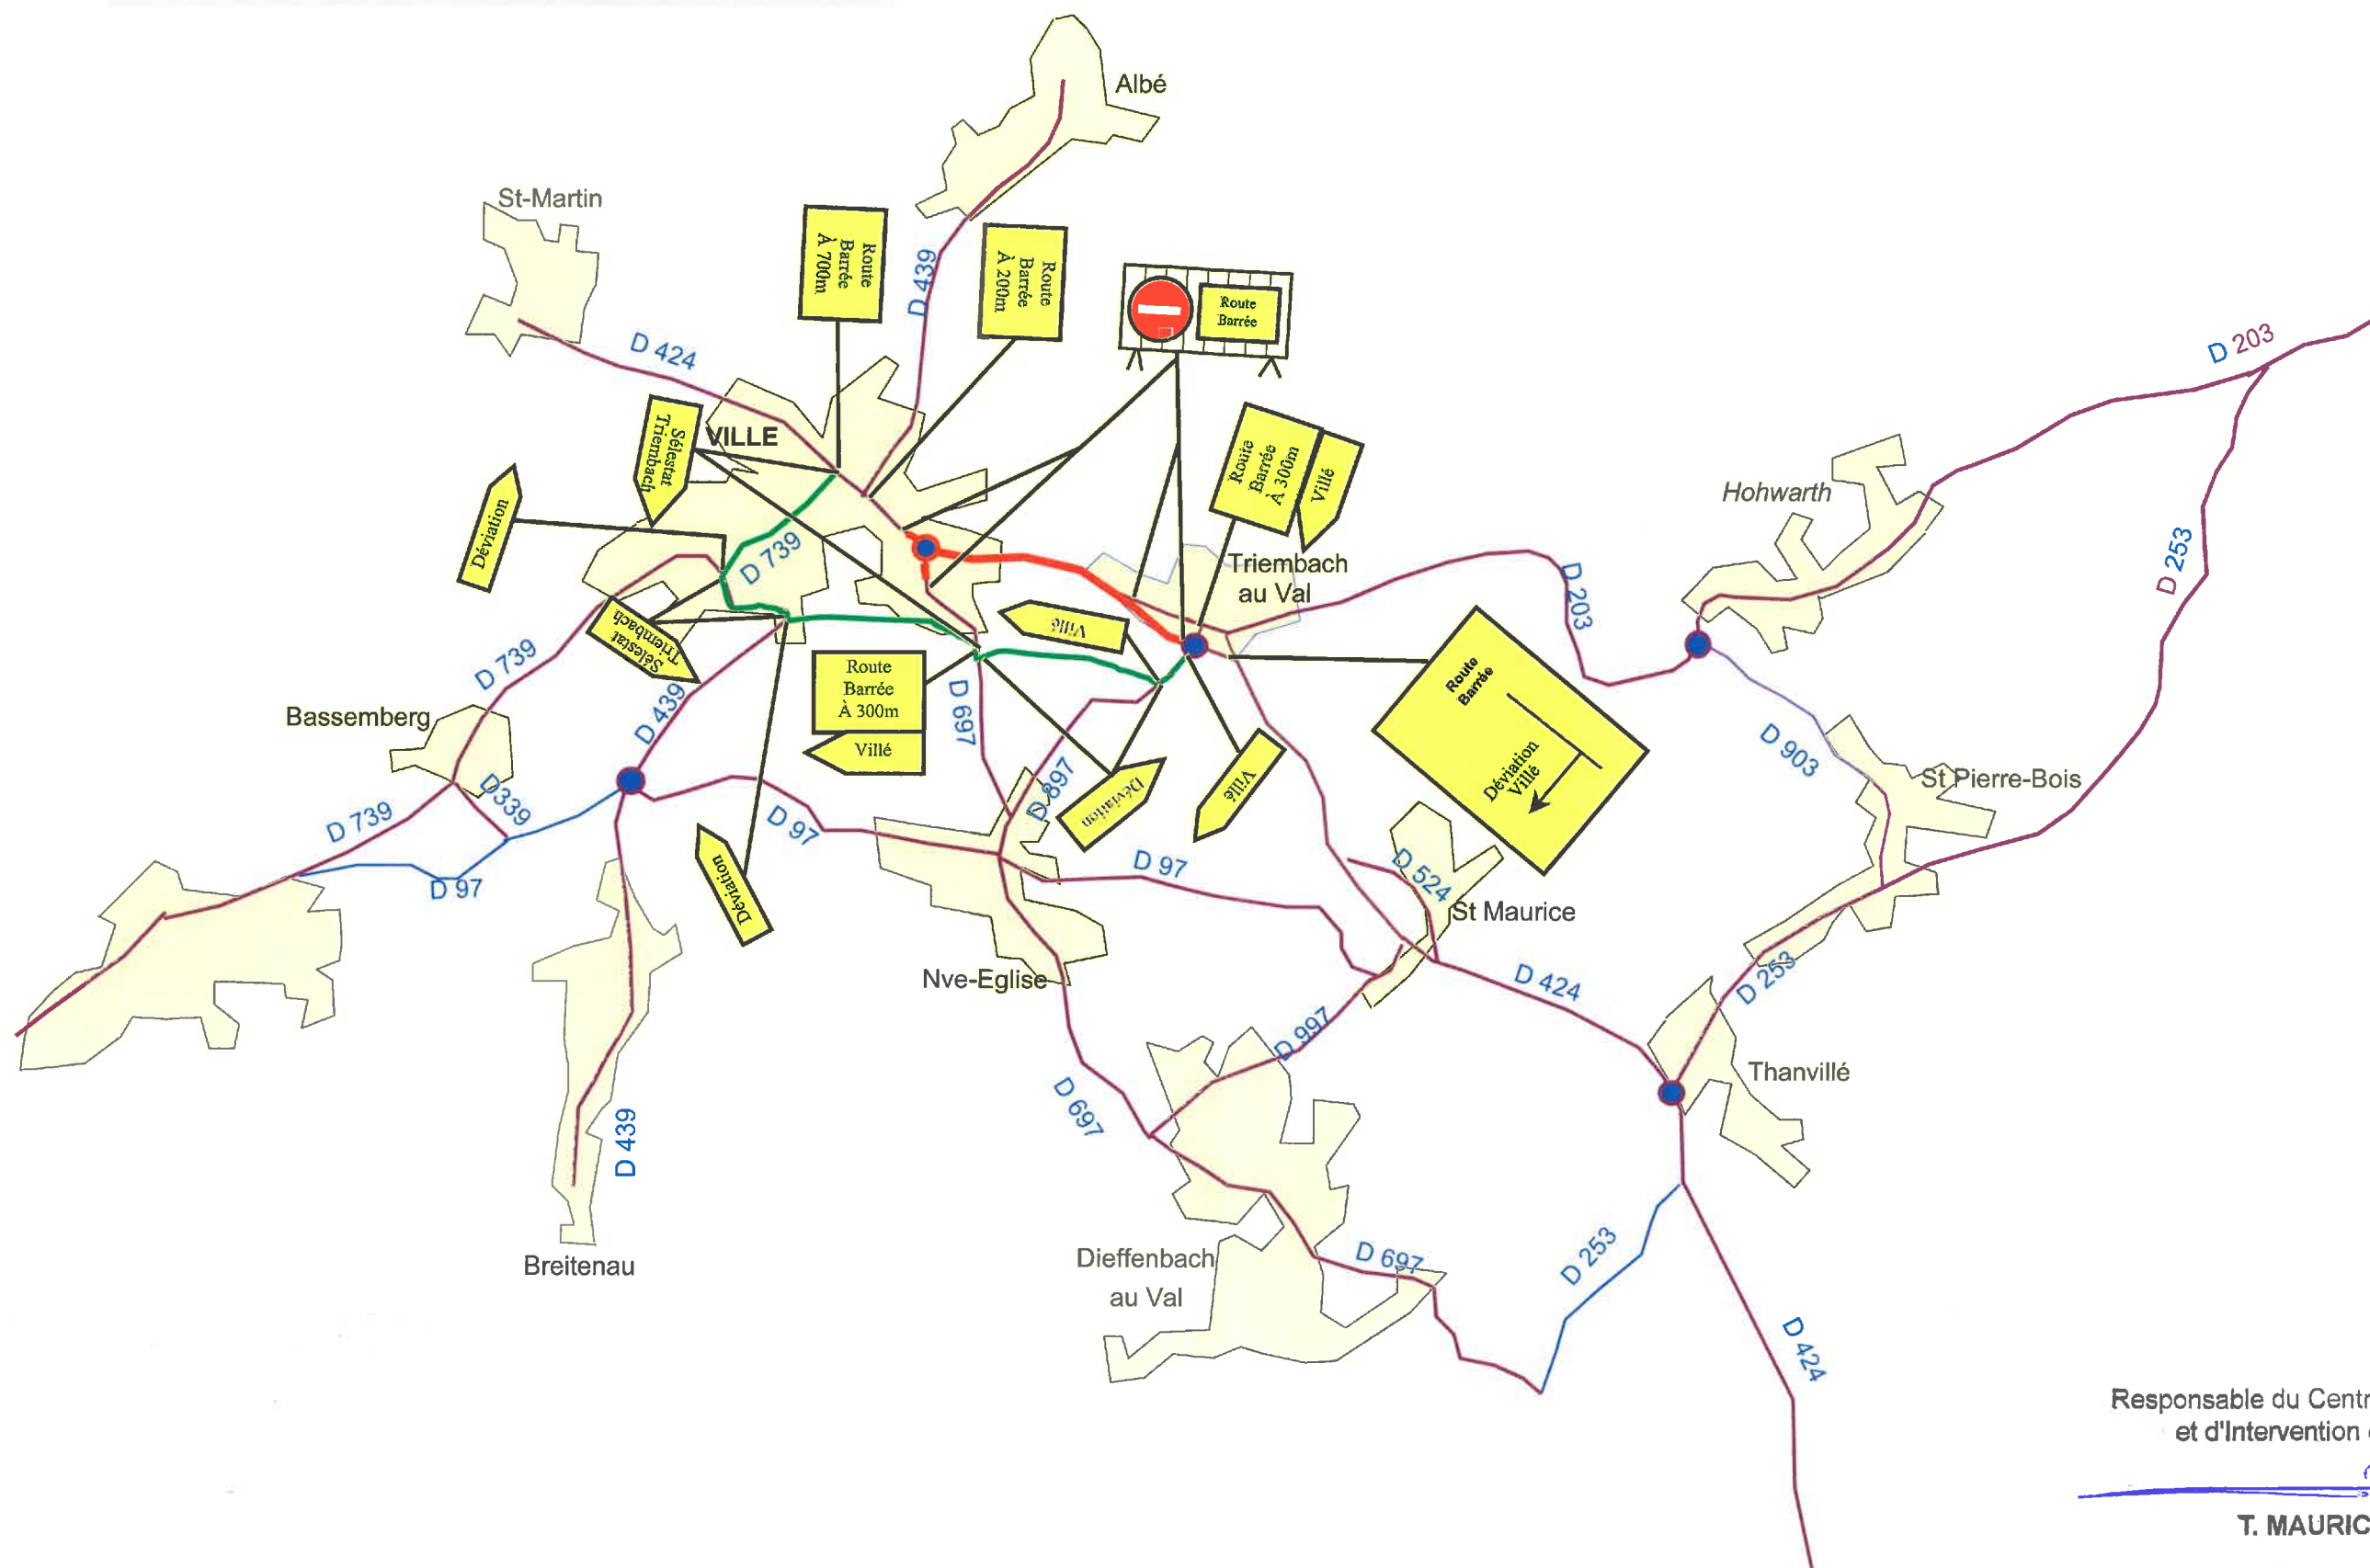 Albé
St-Martin
Route
Barrée
À 700m
D 439
Route
Barrée
À 200m
Route
Barrée
D 203
D 424
Sélestat
Triembach
VILLE
Route
Barrée
À 300m
Villé
Hohwarth
Déviation
D 739
Triembach
au Val
D 203
D 253
Sélestat
Triembach
Villé
D 739
Route
Barrée
À 300m
Villé
D 697
Route
Barrée
Déviation
Villé
Bassemberg
D 439
D 903
St Pierre-Bois
D339
D 897
Déviation
Villé
D 739
D 97
D 97
D 97
Déviation
D 524
St Maurice
Nve-Eglise
D 424
D 253
D 997
Thanvillé
D 697
D 439
Breitenau
Dieffenbach
au Val
D 697
D 253
D 424
Responsable du Centr
et d'Intervention
T. MAURIC